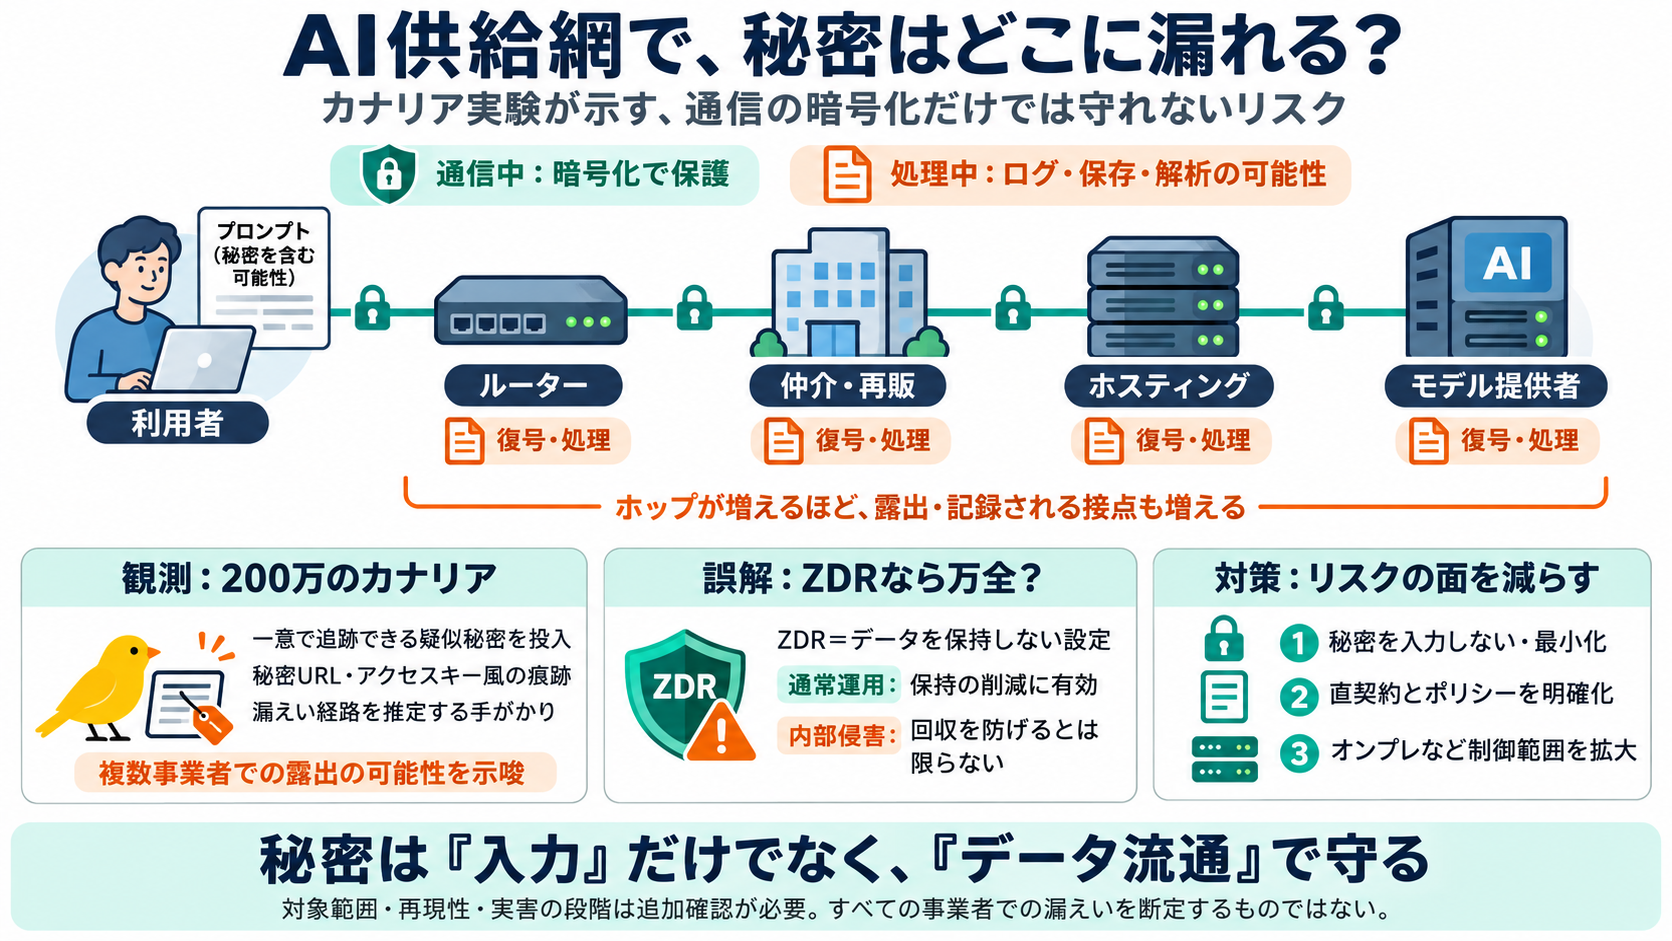 AI供給網で、秘密はどこに漏れる？
カナリア実験が示す、通信の暗号化だけでは守れないリスク
通信中：暗号化で保護
処理中：ログ・保存・解析の可能性
プロンプト
（秘密を含む
可能性）
AI
利用者
ルーター
仲介・再販
ホスティング
モデル提供者
復号・処理
復号・処理
復号・処理
復号・処理
ホップが増えるほど、露出・記録される接点も増える
観測：200万のカナリア
一意で追跡できる疑似秘密を投入
秘密URL・アクセスキー風の痕跡
漏えい経路を推定する手がかり
複数事業者での露出の可能性を示唆
誤解：ZDRなら万全？
ZDR
ZDR＝データを保持しない設定
通常運用：保持の削減に有効
内部侵害：回収を防げるとは
限らない
対策：リスクの面を減らす
1 秘密を入力しない・最小化
2 直契約とポリシーを明確化
3 オンプレなど制御範囲を拡大
秘密は『入力』だけでなく、『データ流通』で守る
対象範囲・再現性・実害の段階は追加確認が必要。すべての事業者での漏えいを断定するものではない。